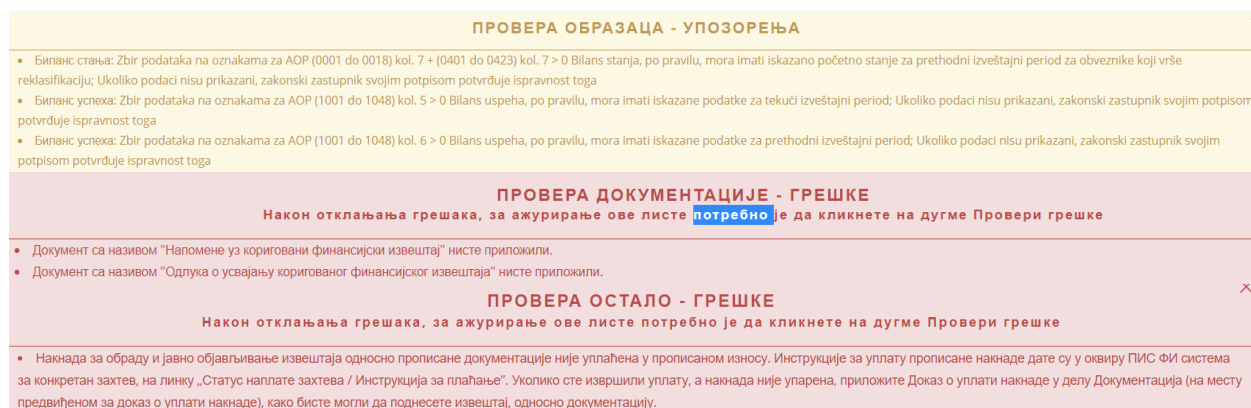 ПРОВЕРА ОБРАЗАЦА - УПОЗОРЕЊА
• Биланс стања: Zbir podataka na oznakama za AOP (0001 do 0018) kol. 7 + (0401 do 0423) kol. 7 > 0 Bilans stanja, po pravilu, mora imati iskazano početno stanje za prethodni izveštajni period za obveznike koji vrše
reklasifikaciju; Ukoliko podaci nisu prikazani, zakonski zastupnik svojim potpisom potvrđuje ispravnost toga
• Биланс успеха: Zbir podataka na oznakama za AOP (1001 do 1048) kol. 5 > 0 Bilans uspeha, po pravilu, mora imati iskazane podatke za tekući izveštajni period; Ukoliko podaci nisu prikazani, zakonski zastupnik svojim potpisom
potvrđuje ispravnost toga
• Биланс успеха: Zbir podataka na oznakama za AOP (1001 do 1048) kol. 6 > 0 Bilans uspeha, po pravilu, mora imati iskazane podatke za prethodni izveštajni period; Ukoliko podaci nisu prikazani, zakonski zastupnik svojim
potpisom potvrđuje ispravnost toga
ПРОВЕРА ДОКУМЕНТАЦИЈЕ - ГРЕШКЕ
Након отклањања грешака, за ажурирање ове листе потребно је да кликнете на дугме Провери грешке
• Документ са називом "Напомене уз кориговани финансијски извештај" нисте приложили.
• Документ са називом "Одлука о усвајању коригованог финансијског извештаја" нисте приложили.
ПРОВЕРА ОСТАЛО - ГРЕШКЕ
Након отклањања грешака, за ажурирање ове листе потребно је да кликнете на дугме Провери грешке
• Накнада за обраду и јавно објављивање извештаја односно прописане документације није уплаћена у прописаном износу. Инструкције за уплату прописане накнаде дате су у оквиру ПИС ФИ система
за конкретан захтев, на линку „Статус наплате захтева / Инструкција за плаћање“. Уколико сте извршили уплату, а накнада није упарена, приложите Доказ о уплати накнаде у делу Документација (на месту
предвиђеном за доказ о уплати накнаде), како бисте могли да поднесете извештај, односно документацију.